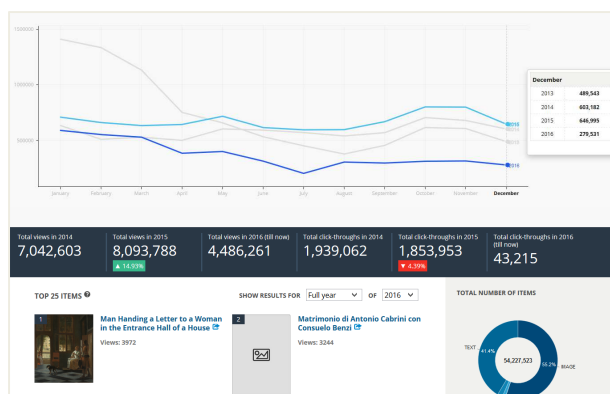 1500000
1000000
500000
January February March April May June July August September October November December
2015
2016
December
2013 489,543
2014 603,182
2015 646,995
2016 279,531
Total views in 2014 Total views in 2015 Total views in 2016 (till now) Total click-throughs in 2014 Total click-throughs in 2015 Total click-throughs in 2016 (till now)
7,042,603 8,093,788 4,486,261 1,939,062 1,853,953 43,215
▲ 14.93% ▼ 4.39%
TOP 25 ITEMS SHOW RESULTS FOR Full year OF 2016
TOTAL NUMBER OF ITEMS
1 Man Handing a Letter to a Woman
in the Entrance Hall of a House
Views: 3972
2 Matrimonio di Antonio Cabrini con
Consuelo Benzi
Views: 3244
TEXT 41.4% 54,227,523 55.2% IMAGE